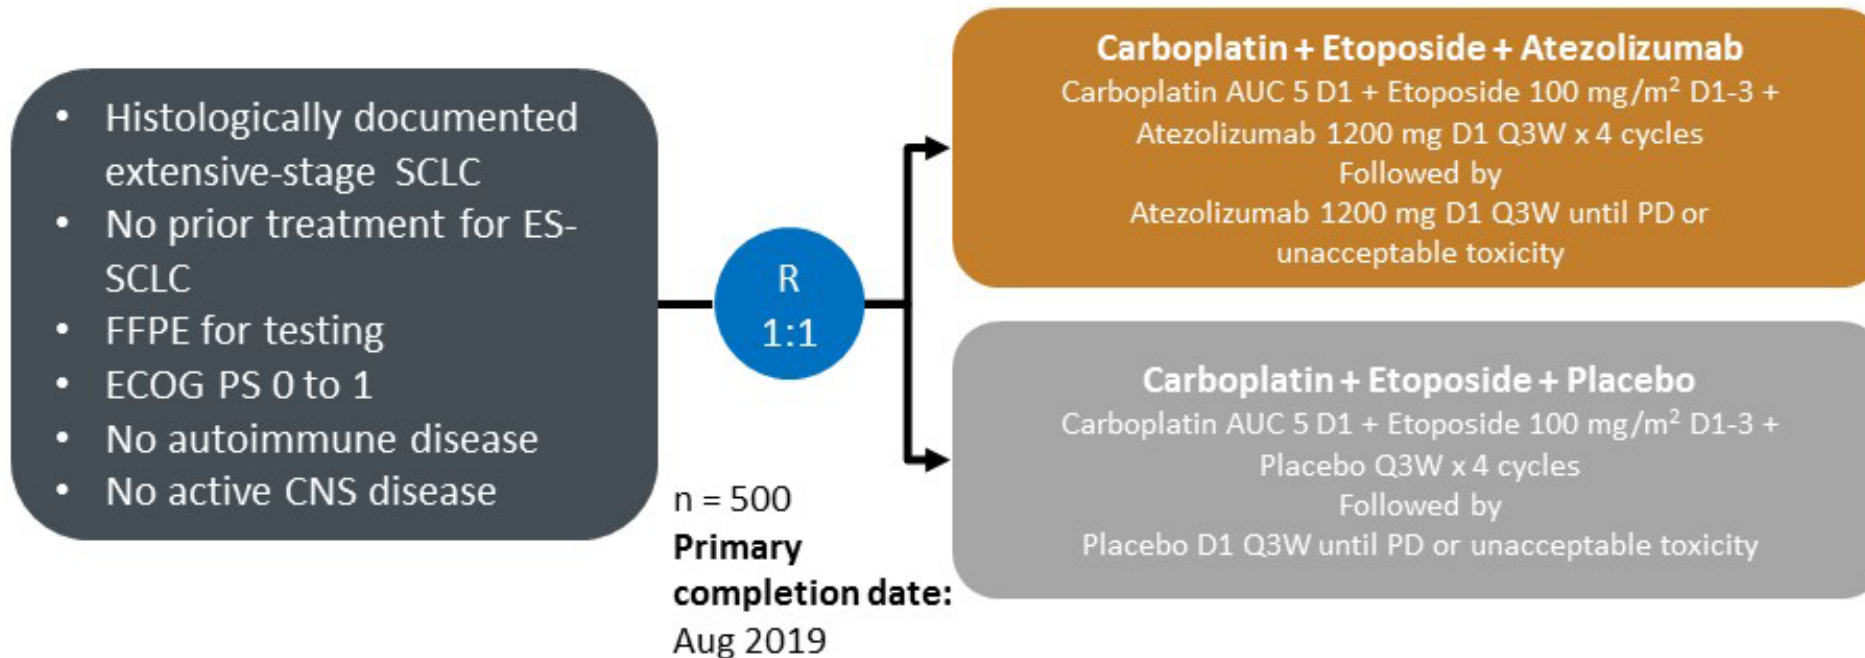 • Histologically documented
extensive-stage SCLC
• No prior treatment for ES-
SCLC
• FFPE for testing
• ECOG PS 0 to 1
• No autoimmune disease
• No active CNS disease
R
1:1
n = 500
Primary
completion date:
Aug 2019
Carboplatin + Etoposide + Atezolizumab
Carboplatin AUC 5 D1 + Etoposide 100 mg/m² D1-3 +
Atezolizumab 1200 mg D1 Q3W x 4 cycles
Followed by
Atezolizumab 1200 mg D1 Q3W until PD or
unacceptable toxicity
Carboplatin + Etoposide + Placebo
Carboplatin AUC 5 D1 + Etoposide 100 mg/m² D1-3 +
Placebo Q3W x 4 cycles
Followed by
Placebo D1 Q3W until PD or unacceptable toxicity